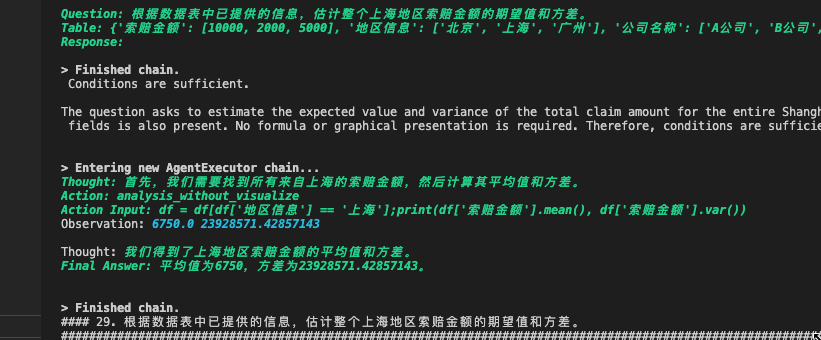 Question: 根据数据表中已提供的信息，估计整个上海地区索赔金额的期望值和方差。
Table: {'索赔金额': [10000, 2000, 5000], '地区信息': ['北京', '上海', '广州'], '公司名称': ['A公司', 'B公司',
Response:
> Finished chain.
Conditions are sufficient.
The question asks to estimate the expected value and variance of the total claim amount for the entire Shangh
fields is also present. No formula or graphical presentation is required. Therefore, conditions are sufficie
> Entering new AgentExecutor chain...
Thought: 首先，我们需要找到所有来自上海的索赔金额，然后计算其平均值和方差。
Action: analysis_without_visualize
Action Input: df = df[df['地区信息'] == '上海'];print(df['索赔金额'].mean(), df['索赔金额'].var())
Observation: 6750.0 23928571.42857143
Thought: 我们得到了上海地区索赔金额的平均值和方差。
Final Answer: 平均值为6750，方差为23928571.42857143。
> Finished chain.
#### 29. 根据数据表中已提供的信息，估计整个上海地区索赔金额的期望值和方差。